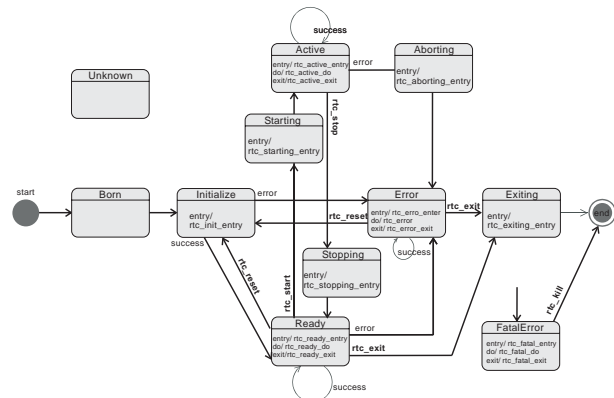 success
Active
entry/ rtc_active_entry
do/ rtc_active_do
exit/rtc_active_exit
error
Aborting
entry/
rtc_aborting_entry
Unknown
rtc_stop
Starting
entry/
rtc_starting_entry
start
Born
Initialize
entry/
rtc_init_entry
error
rtc_reset
Error
entry/ rtc_erro_enter
do/ rtc_error
exit/ rtc_error_exit
rtc_exit
Exiting
entry/
rtc_exiting_entry
end
success
success
rtc_reset
rtc_start
Stopping
entry/
rtc_stopping_entry
rtc_kill
Ready
entry/ rtc_ready_entry
do/ rtc_ready_do
exit/rtc_ready_exit
error
rtc_exit
FatalError
entry/ rtc_fatal_entry
do/ rtc_fatal_do
exit/ rtc_fatal_exit
success